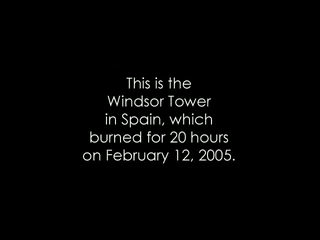 This is the
Windsor Tower
in Spain, which
burned for 20 hours
on February 12, 2005.